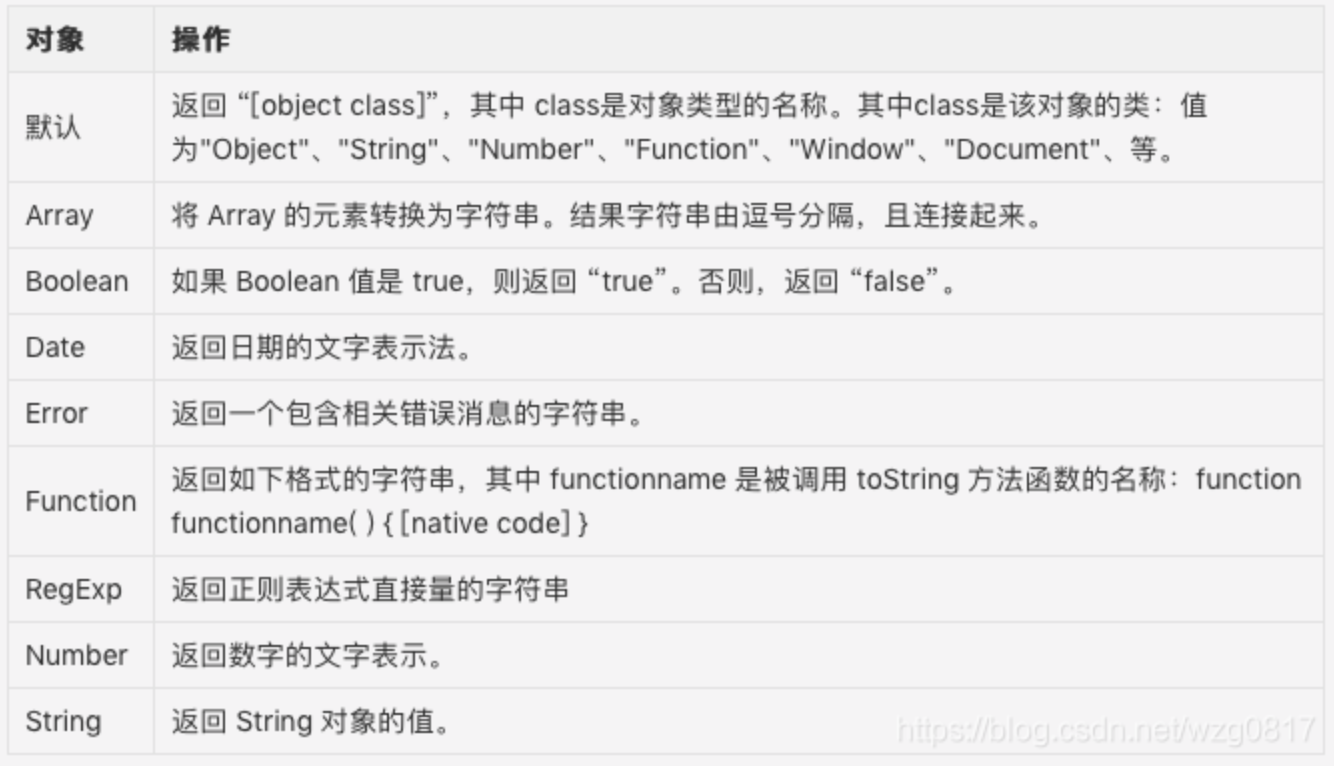 对象 操作
默认
返回 “[object class]”，其中 class是对象类型的名称。其中class是该对象的类：值
为"Object"、"String"、"Number"、"Function"、"Window"、"Document"、等。
Array 将 Array 的元素转换为字符串。结果字符串由逗号分隔，且连接起来。
Boolean 如果 Boolean 值是 true，则返回 “true”。否则，返回 “false”。
Date 返回日期的文字表示法。
Error 返回一个包含相关错误消息的字符串。
Function
返回如下格式的字符串，其中 functionname 是被调用 toString 方法函数的名称：function
functionname( ) { [native code] }
RegExp 返回正则表达式直接量的字符串
Number 返回数字的文字表示。
String 返回 String 对象的值。
https://blog.csdn.net/wzg0817